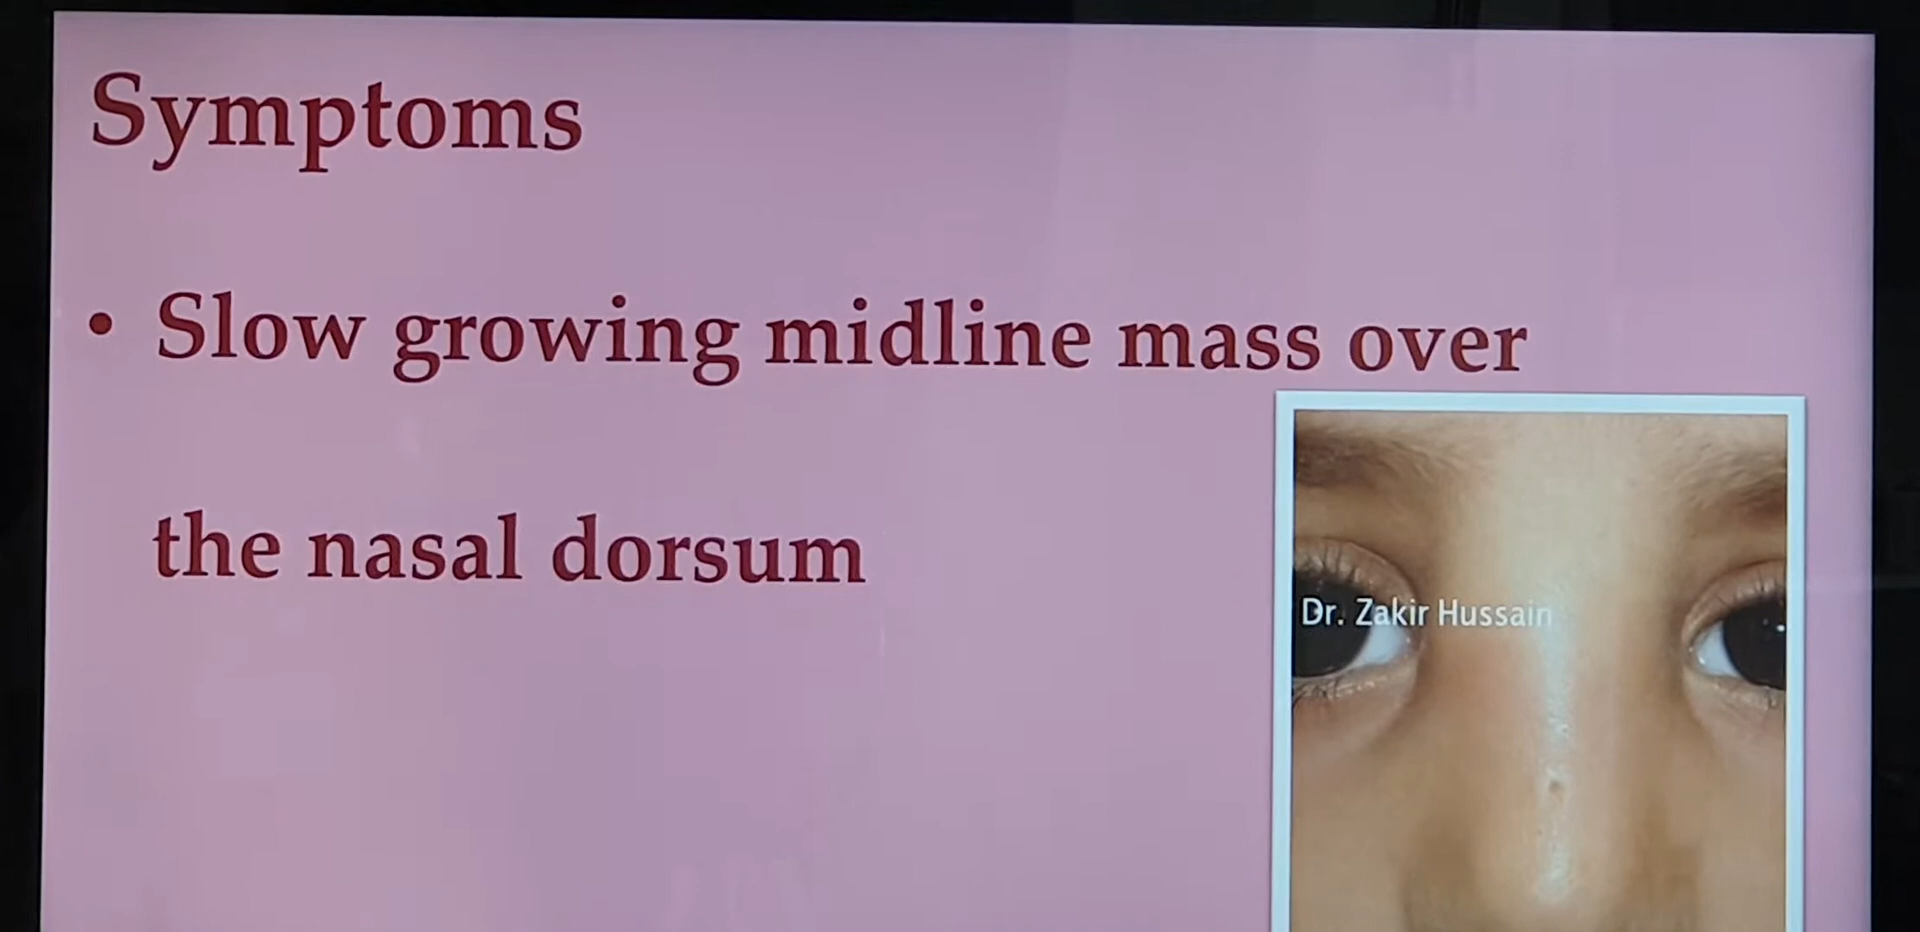 Symptoms
• Slow growing midline mass over
the nasal dorsum
Dr. Zakir Hussain